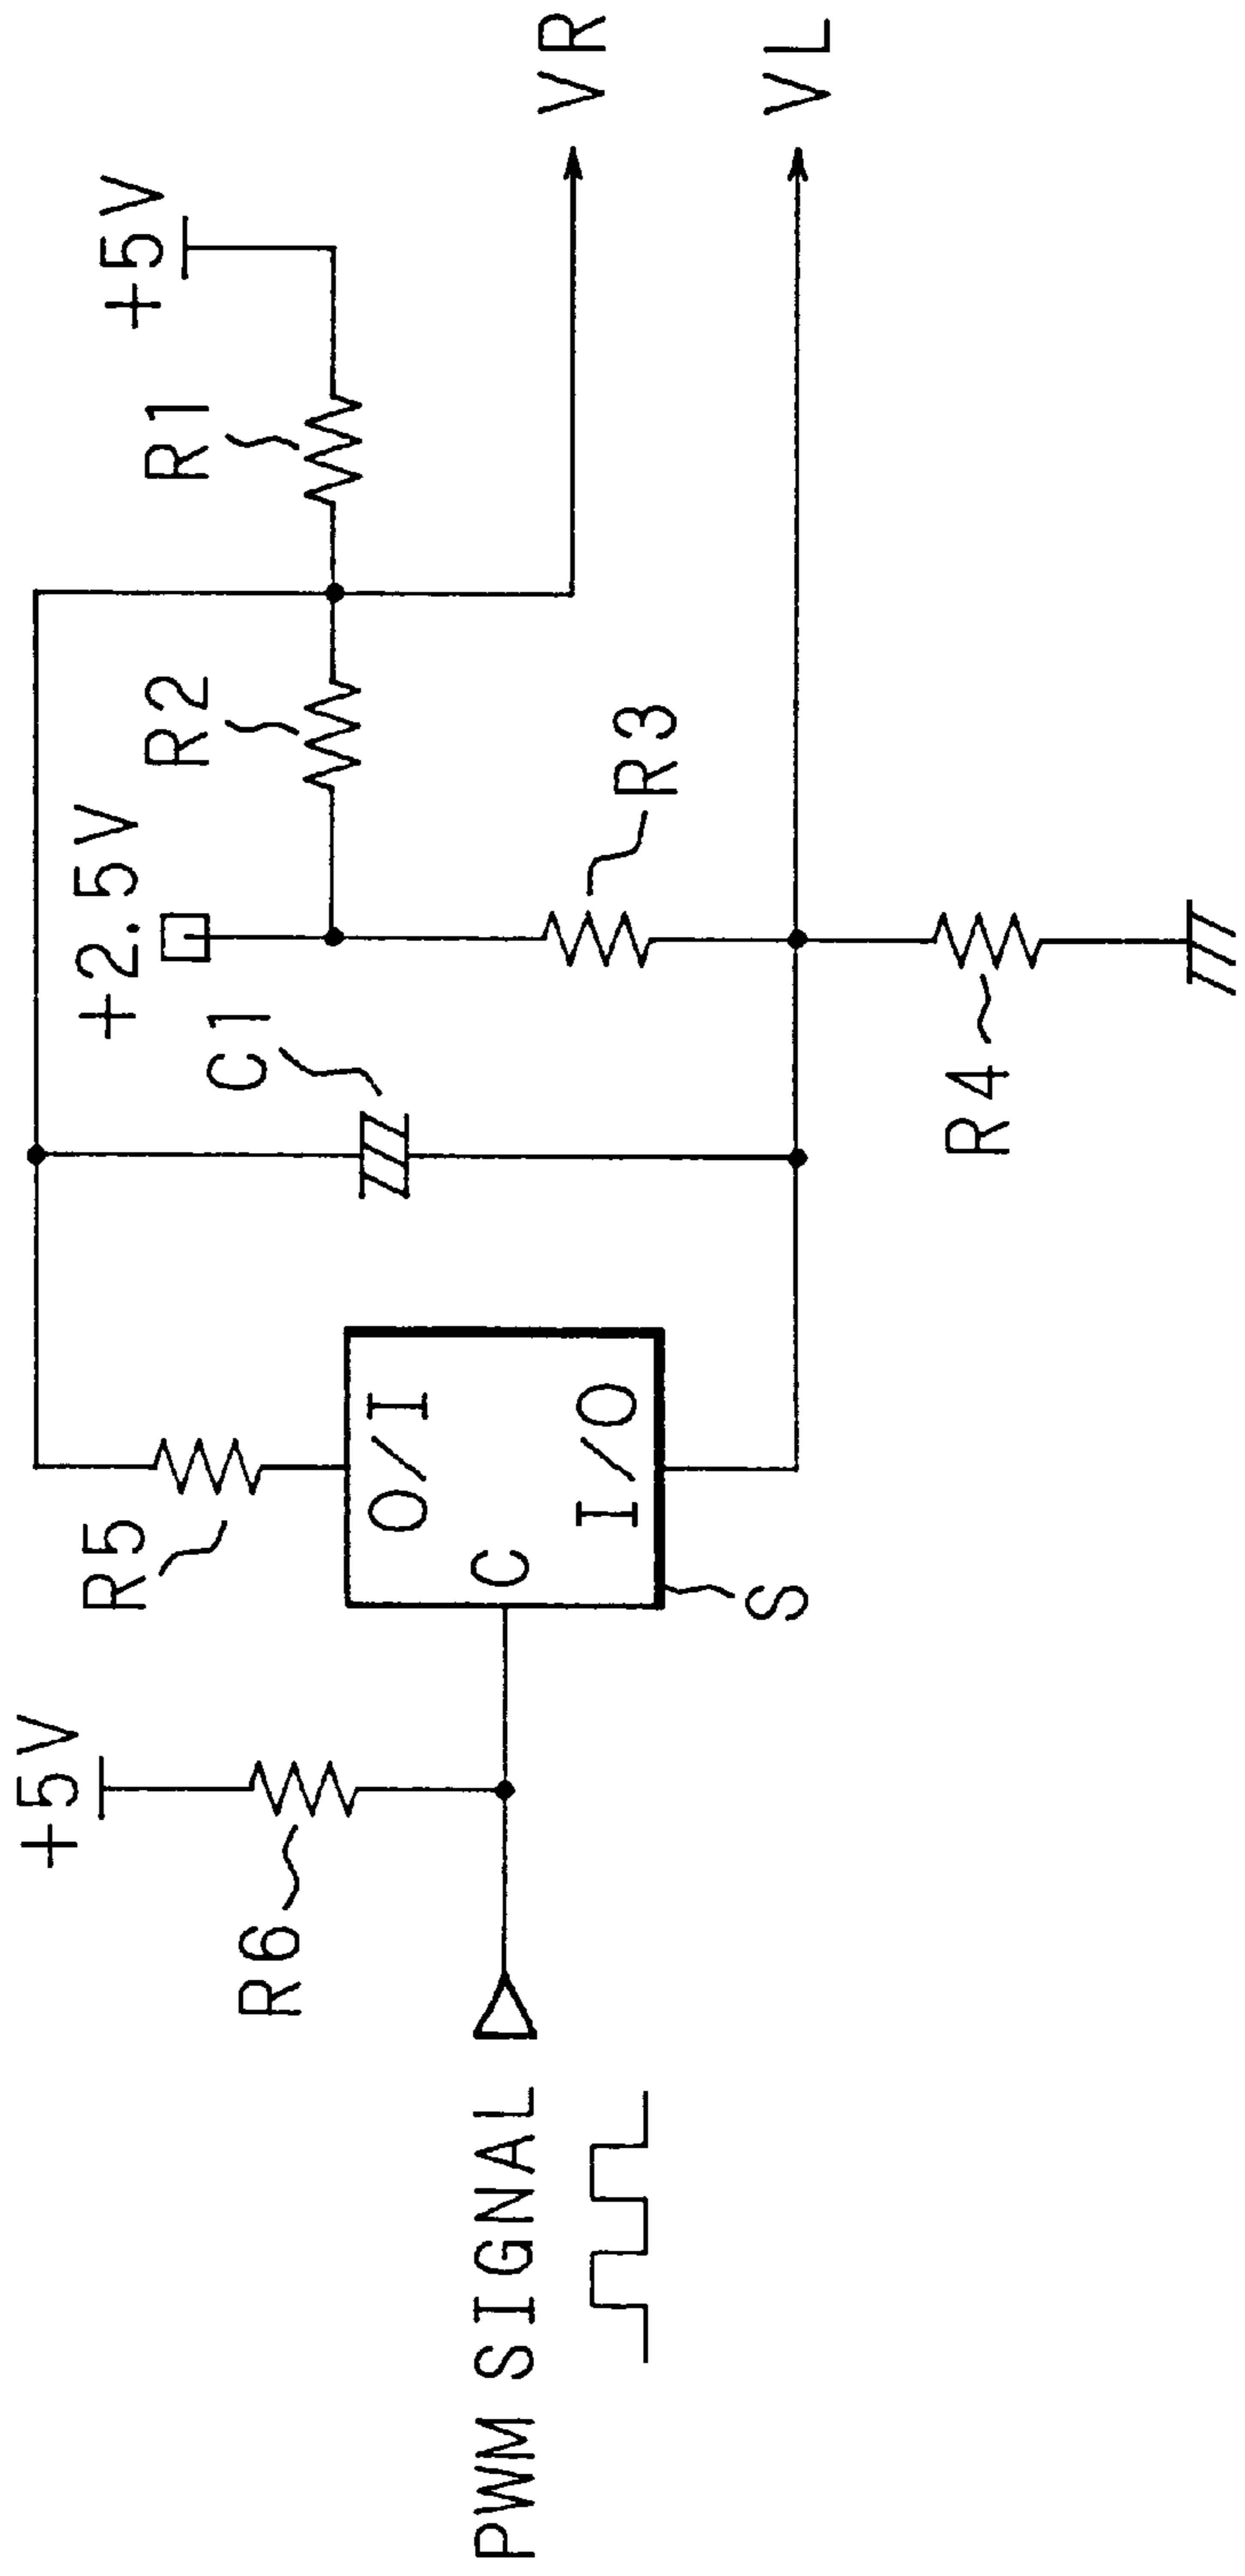 +5V
R6
PWM SIGNAL
R5
O/I
C
I/O
S
C1
+2.5V
R2
R1
+5V
R3
R4
VR
VL